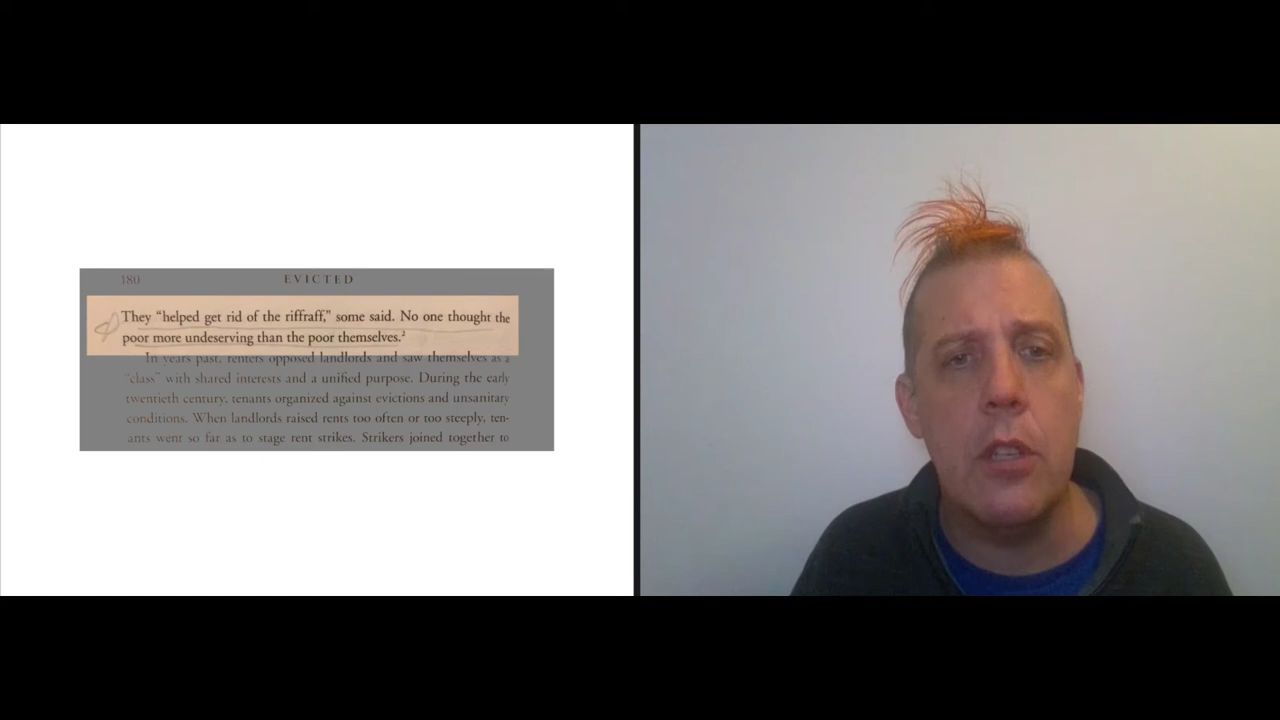 180 EVICTED
They “helped get rid of the riffraff,” some said. No one thought the
poor more undeserving than the poor themselves.²
In years past, renters opposed landlords and saw themselves as a
“class” with shared interests and a unified purpose. During the early
twentieth century, tenants organized against evictions and unsanitary
conditions. When landlords raised rents too often or too steeply, ten-
ants went so far as to stage rent strikes. Strikers joined together to